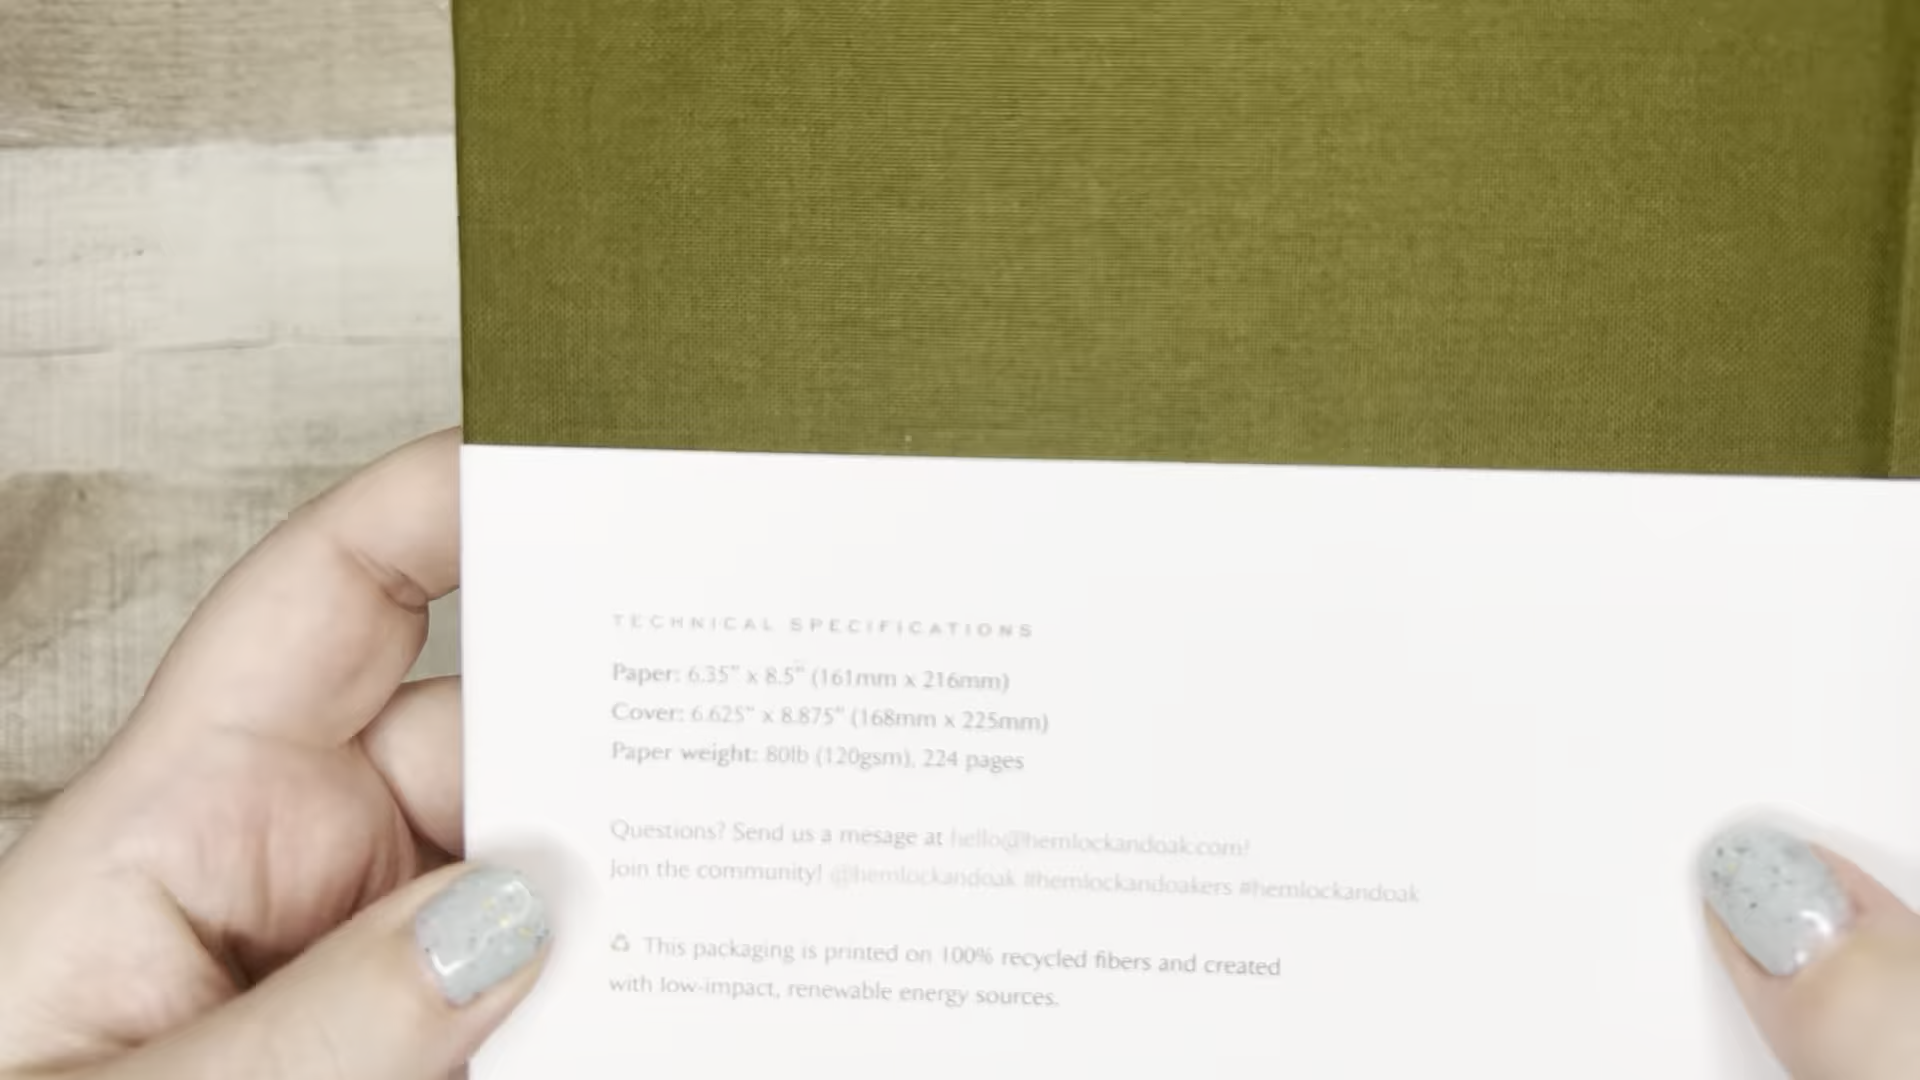 TECHNICAL SPECIFICATIONS
Paper: 6.35" x 8.5" (161mm x 216mm)
Cover: 6.625" x 8.875" (168mm x 225mm)
Paper weight: 80lb (120gsm), 224 pages
Questions? Send us a mesage at hello@hemlockandoak.com!
Join the community! @hemlockandoak #hemlockandoakers #hemlockandoak
♻ This packaging is printed on 100% recycled fibers and created
with low-impact, renewable energy sources.